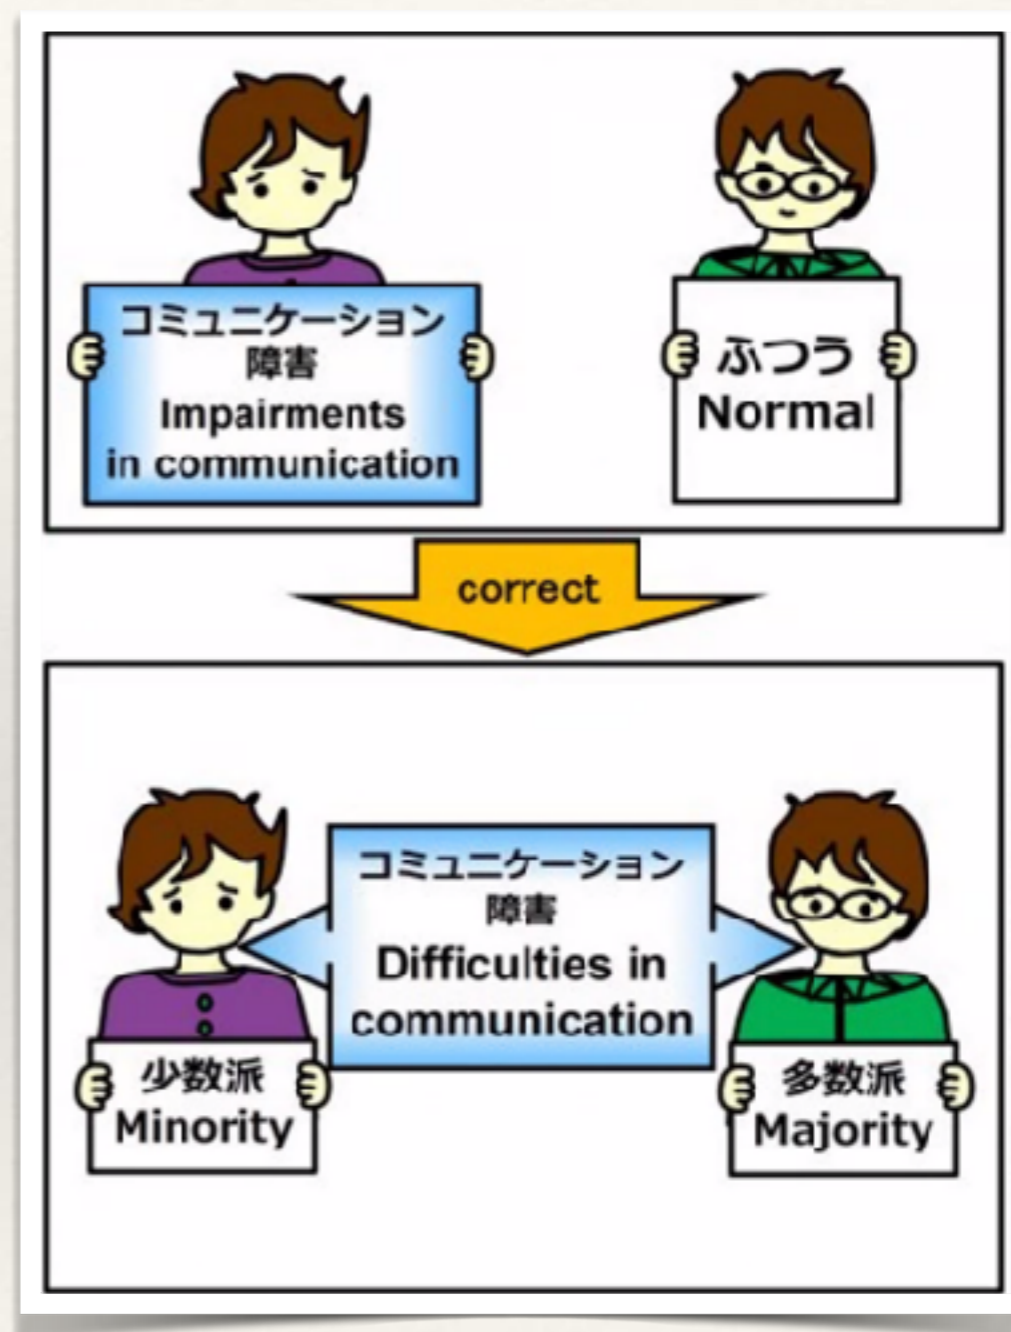 コミュニケーション
障害
Impairments
in communication
ふつう
Normal
correct
コミュニケーション
障害
Difficulties in
communication
少数派
Minority
多数派
Majority